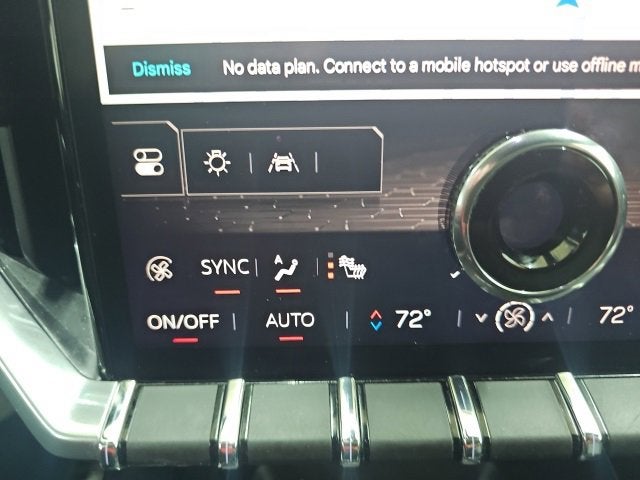 Dismiss No data plan. Connect to a mobile hotspot or use offline
SYNC A
ON/OFF AUTO 72° 72°